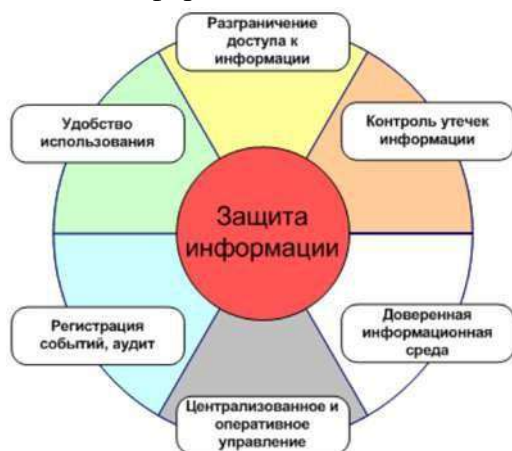 Разграничение
доступа к
информации
Удобство
использования
Контроль утечек
информации
Защита
информации
Регистрация
событий, аудит
Доверенная
информационная
среда
Централизованное и
оперативное
управление